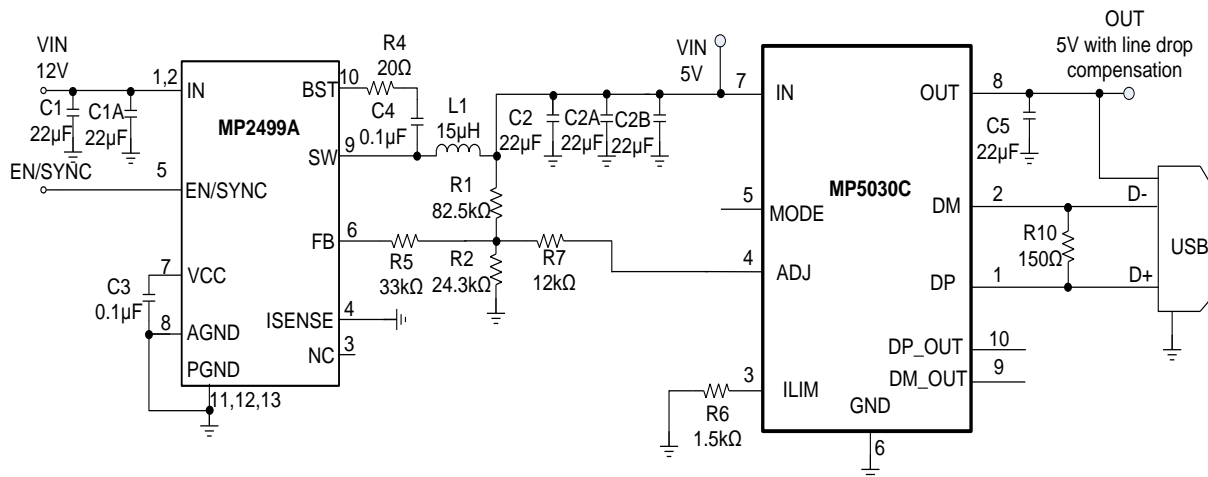 VIN
12V
C1
22µF
C1A
22µF
EN/SYNC
1,2
IN
MP2499A
BST
10
R4
20Ω
C4
0.1µF
L1
15µH
SW
9
5
EN/SYNC
R1
82.5kΩ
FB
6
R5
33kΩ
R2
24.3kΩ
R7
12kΩ
7
VCC
C3
0.1µF
8
AGND
ISENSE
4
NC
3
PGND
11,12,13
VIN
5V
C2
22µF
C2A
22µF
C2B
22µF
7
IN
OUT
8
OUT
5V with line drop
compensation
C5
22µF
MP5030C
5
MODE
DM
2
D-
R10
150Ω
USB
4
ADJ
DP
1
D+
DP_OUT
10
DM_OUT
9
3
ILIM
R6
1.5kΩ
GND
6